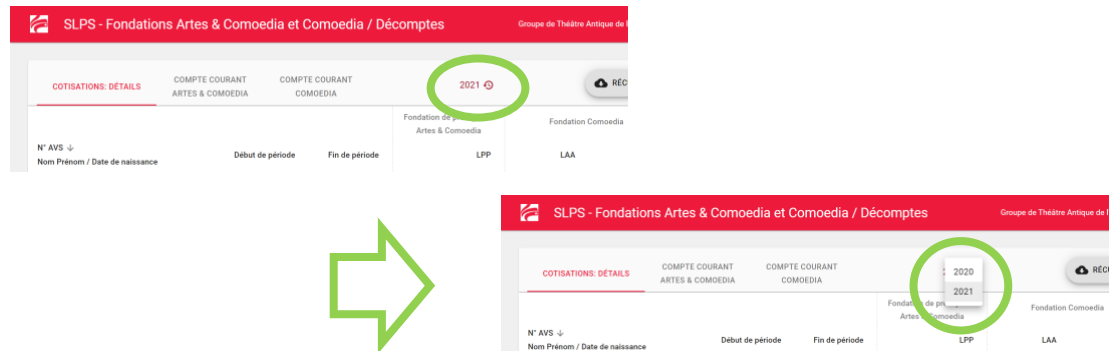 SLPS - Fondations Artes & Comoedia et Comoedia / Décomptes
Groupe de Théâtre Antique de
COTISATIONS: DÉTAILS
COMPTE COURANT
ARTES & COMOEDIA
COMPTE COURANT
COMOEDIA
2021
Fondation de
Artes & Comoedia
Fondation Comoedia
N° AVS ↓
Nom Prénom / Date de naissance
Début de période
Fin de période
LPP
LAA
SLPS - Fondations Artes & Comoedia et Comoedia / Décomptes
Groupe de Théâtre Antique de
COTISATIONS: DÉTAILS
COMPTE COURANT
ARTES & COMOEDIA
COMPTE COURANT
COMOEDIA
2020
2021
de
Artes Comoedia
Fondation Comoedia
N° AVS ↓
Nom Prénom / Date de naissance
Début de période
Fin de période
LPP
LAA